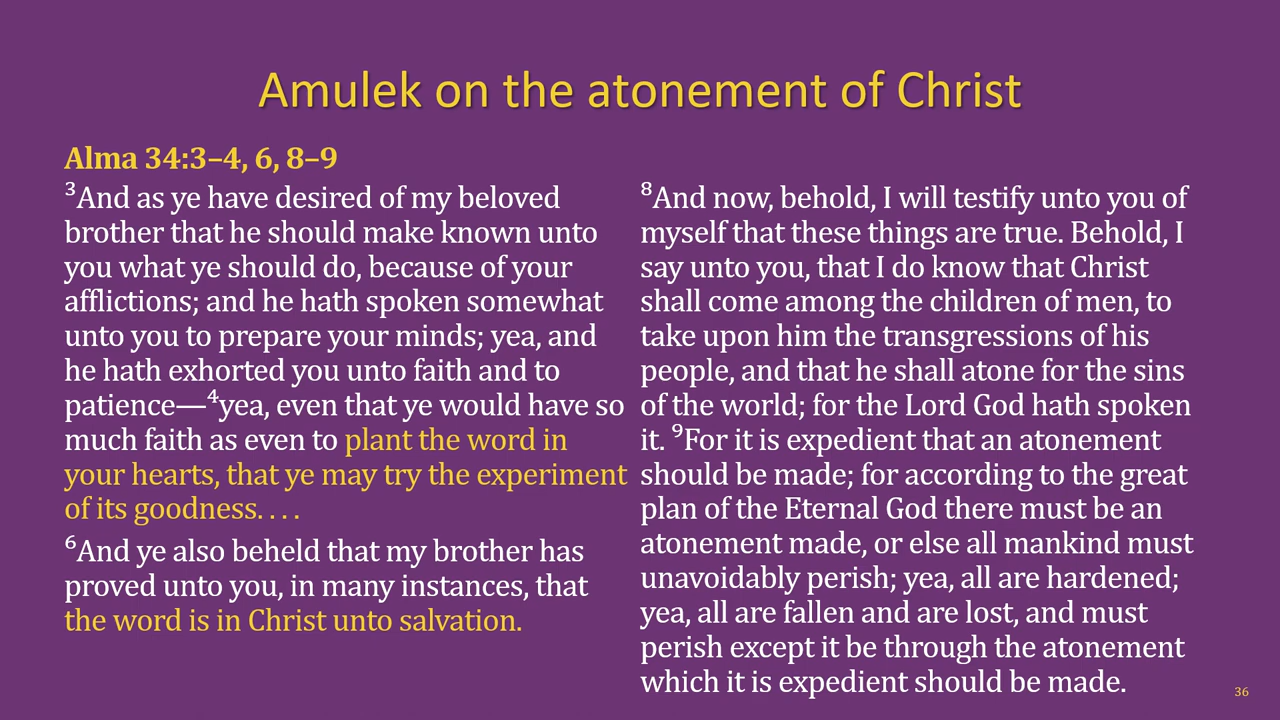 Amulek on the atonement of Christ
Alma 34:3–4, 6, 8–9
³And as ye have desired of my beloved
brother that he should make known unto
you what ye should do, because of your
afflictions; and he hath spoken somewhat
unto you to prepare your minds; yea, and
he hath exhorted you unto faith and to
patience—⁴yea, even that ye would have so
much faith as even to plant the word in
your hearts, that ye may try the experiment
of its goodness. . . .
⁶And ye also beheld that my brother has
proved unto you, in many instances, that
the word is in Christ unto salvation.
⁸And now, behold, I will testify unto you of
myself that these things are true. Behold, I
say unto you, that I do know that Christ
shall come among the children of men, to
take upon him the transgressions of his
people, and that he shall atone for the sins
of the world; for the Lord God hath spoken
it. ⁹For it is expedient that an atonement
should be made; for according to the great
plan of the Eternal God there must be an
atonement made, or else all mankind must
unavoidably perish; yea, all are hardened;
yea, all are fallen and are lost, and must
perish except it be through the atonement
which it is expedient should be made.
36